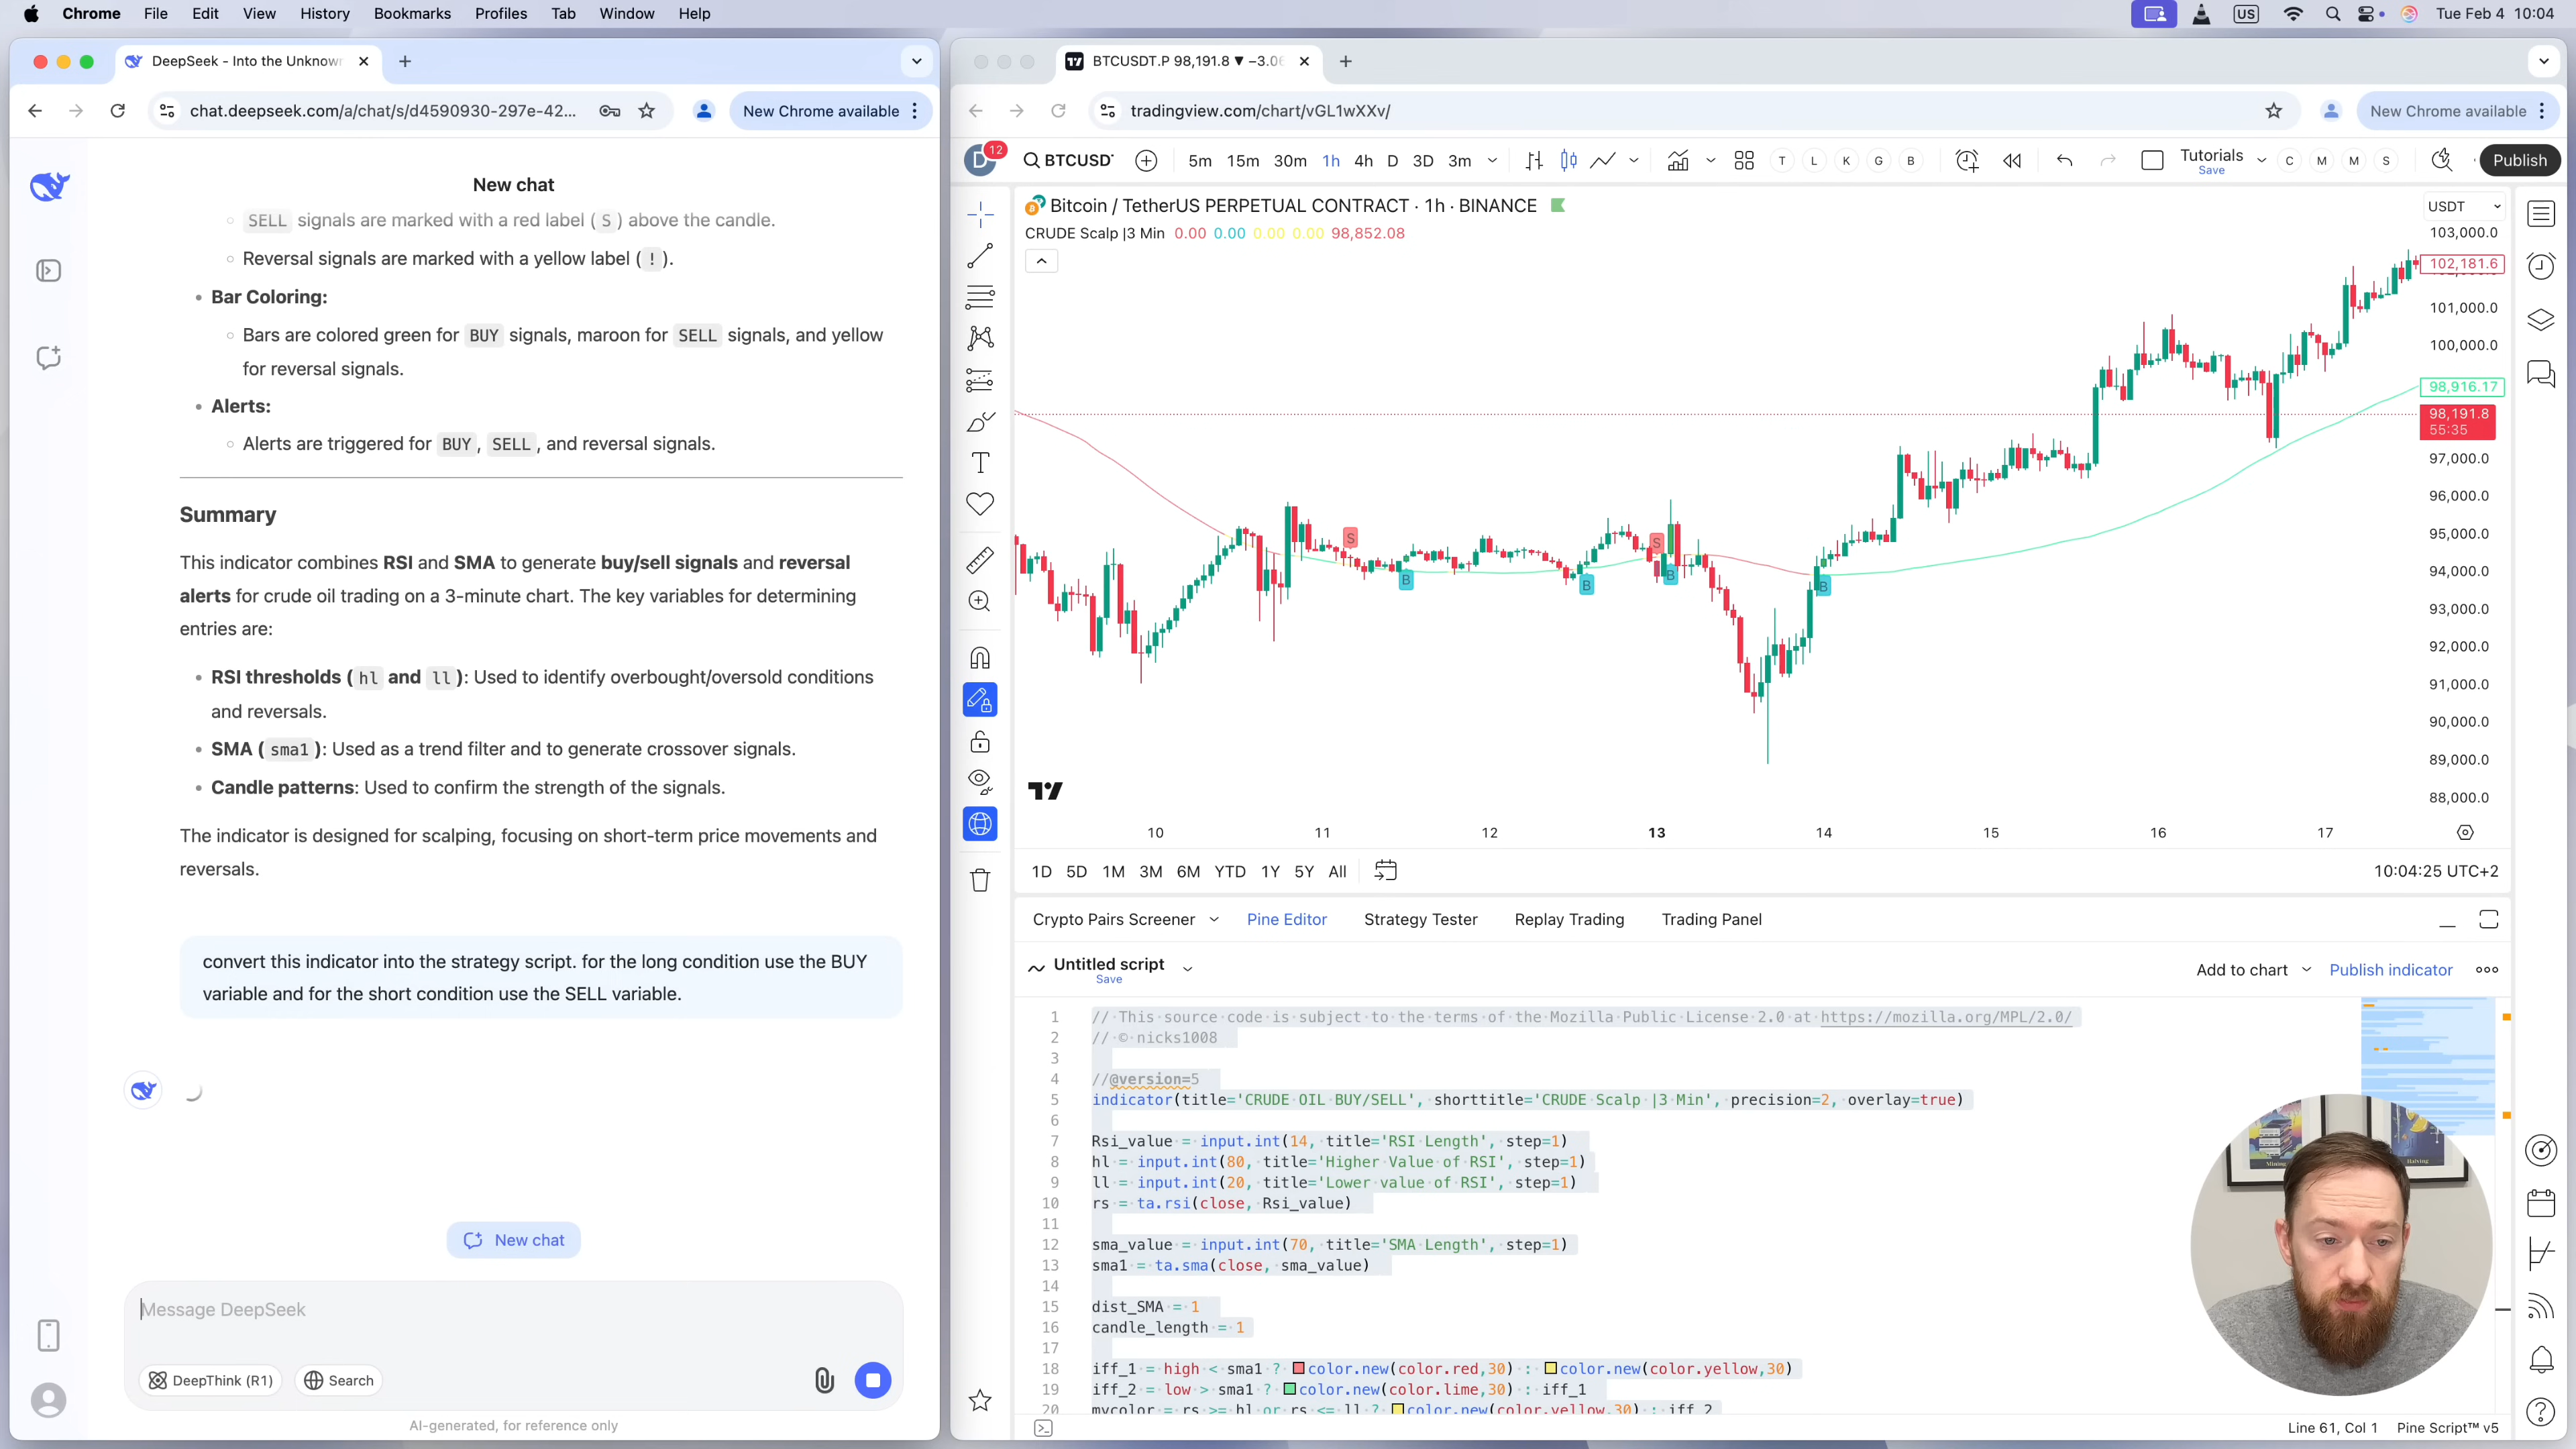 Chrome File Edit View History Bookmarks Profiles Tab Window Help
US Tue Feb 4 10:04
DeepSeek - Into the Unknown
chat.deepseek.com/a/chat/s/d4590930-297e-42...
New Chrome available
New chat
SELL signals are marked with a red label ( S ) above the candle.
Reversal signals are marked with a yellow label ( ! ).
Bar Coloring:
Bars are colored green for BUY signals, maroon for SELL signals, and yellow
for reversal signals.
Alerts:
Alerts are triggered for BUY , SELL , and reversal signals.
Summary
This indicator combines RSI and SMA to generate buy/sell signals and reversal
alerts for crude oil trading on a 3-minute chart. The key variables for determining
entries are:
RSI thresholds ( hl and ll ): Used to identify overbought/oversold conditions
and reversals.
SMA ( sma1 ): Used as a trend filter and to generate crossover signals.
Candle patterns: Used to confirm the strength of the signals.
The indicator is designed for scalping, focusing on short-term price movements and
reversals.
convert this indicator into the strategy script. for the long condition use the BUY
variable and for the short condition use the SELL variable.
New chat
Message DeepSeek
DeepThink (R1) Search
AI-generated, for reference only
BTCUSDT.P 98,191.8 ▼ −3.06
tradingview.com/chart/vGL1wXXv/
New Chrome available
D 12 BTCUSDT 5m 15m 30m 1h 4h D 3D 3m T L K G B Tutorials C M M S Publish
Save
Bitcoin / TetherUS PERPETUAL CONTRACT · 1h · BINANCE
USDT
CRUDE Scalp |3 Min 0.00 0.00 0.00 0.00 98,852.08
103,000.0
102,181.6
101,000.0
100,000.0
98,916.17
98,191.8
55:35
97,000.0
96,000.0
95,000.0
94,000.0
93,000.0
92,000.0
91,000.0
90,000.0
89,000.0
88,000.0
S
B
B
S
B
B
10 11 12 13 14 15 16 17
1D 5D 1M 3M 6M YTD 1Y 5Y All
10:04:25 UTC+2
Crypto Pairs Screener Pine Editor Strategy Tester Replay Trading Trading Panel
Untitled script
Save
Add to chart Publish indicator
1 // This source code is subject to the terms of the Mozilla Public License 2.0 at https://mozilla.org/MPL/2.0/
2 // © nicks1008
3
4 //@version=5
5 indicator(title='CRUDE OIL BUY/SELL', shorttitle='CRUDE Scalp |3 Min', precision=2, overlay=true)
6
7 Rsi_value = input.int(14, title='RSI Length', step=1)
8 hl = input.int(80, title='Higher Value of RSI', step=1)
9 ll = input.int(20, title='Lower value of RSI', step=1)
10 rs = ta.rsi(close, Rsi_value)
11
12 sma_value = input.int(70, title='SMA Length', step=1)
13 sma1 = ta.sma(close, sma_value)
14
15 dist_SMA = 1
16 candle_length = 1
17
18 iff_1 = high < sma1 ? color.new(color.red,30) : color.new(color.yellow,30)
19 iff_2 = low > sma1 ? color.new(color.lime,30) : iff_1
20 mycolor = rs >= hl or rs <= ll ? color.new(color.yellow,30) : iff_2
Line 61, Col 1 Pine Script™ v5